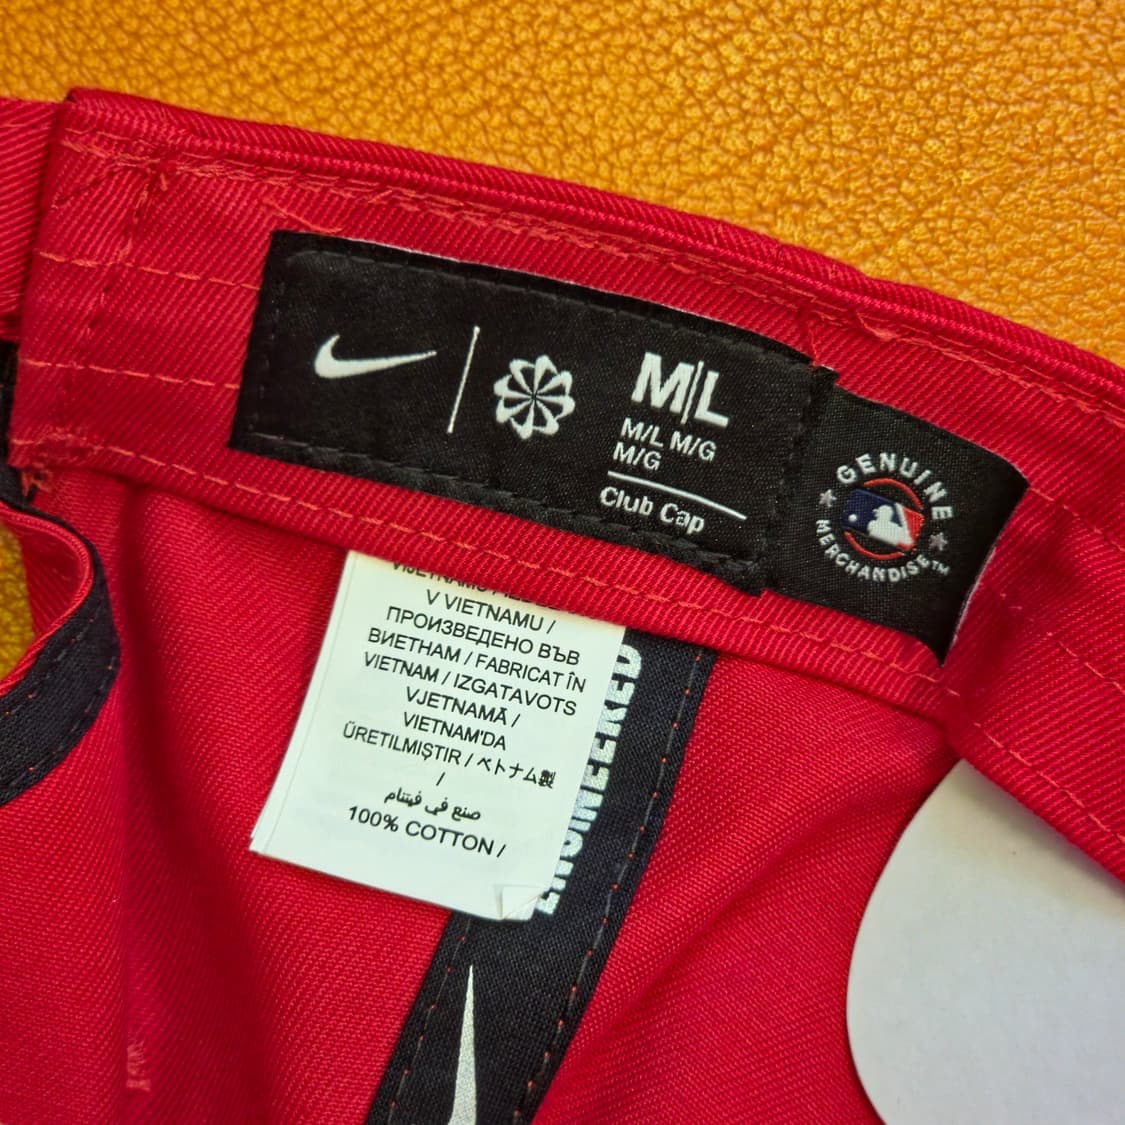 M|L
M/L M/G
M/G
Club Cap
GENUINE
MERCHANDISE™
V VIETNAMU /
ПРОИЗВЕДЕНО ВЪВ
ВИЕТНАМ / FABRICAT ÎN
VIETNAM / IZGATAVOTS
VJETNAMĀ /
VIETNAM'DA
ÜRETILMIŞTIR / ベトナム製
/
صنع في فيتنام
100% COTTON /
ENGINEERED